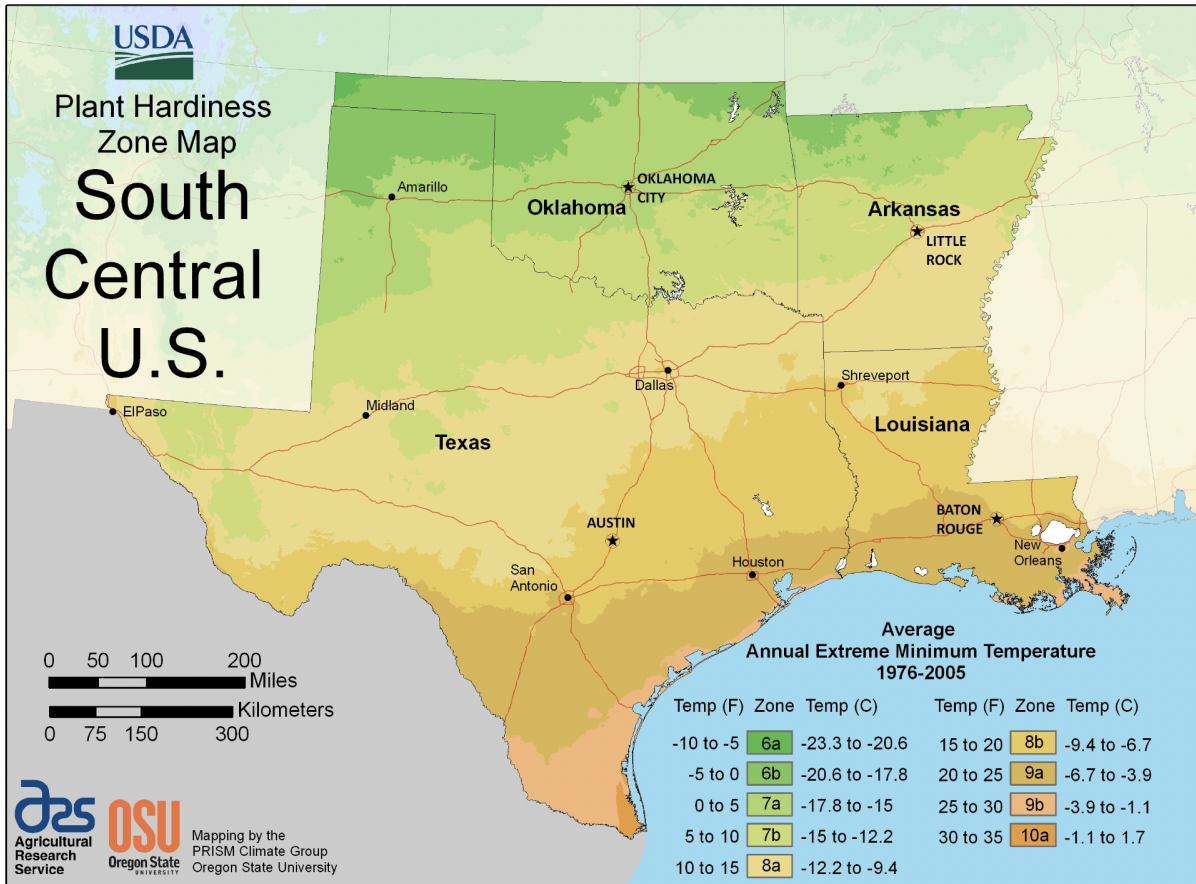 USDA
Plant Hardiness
Zone Map
South
Central
U.S.
Amarillo
OKLAHOMA
CITY
Oklahoma
Arkansas
LITTLE
ROCK
Dallas
Shreveport
ElPaso
Midland
Texas
Louisiana
AUSTIN
BATON
ROUGE
New
Orleans
San
Antonio
Houston
0 50 100 200
Miles
Kilometers
0 75 150 300
Average
Annual Extreme Minimum Temperature
1976-2005
Temp (F) Zone Temp (C)
-10 to -5 6a -23.3 to -20.6
-5 to 0 6b -20.6 to -17.8
0 to 5 7a -17.8 to -15
5 to 10 7b -15 to -12.2
10 to 15 8a -12.2 to -9.4
Temp (F) Zone Temp (C)
15 to 20 8b -9.4 to -6.7
20 to 25 9a -6.7 to -3.9
25 to 30 9b -3.9 to -1.1
30 to 35 10a -1.1 to 1.7
ars
Agricultural
Research
Service
OSU
Oregon State
UNIVERSITY
Mapping by the
PRISM Climate Group
Oregon State University